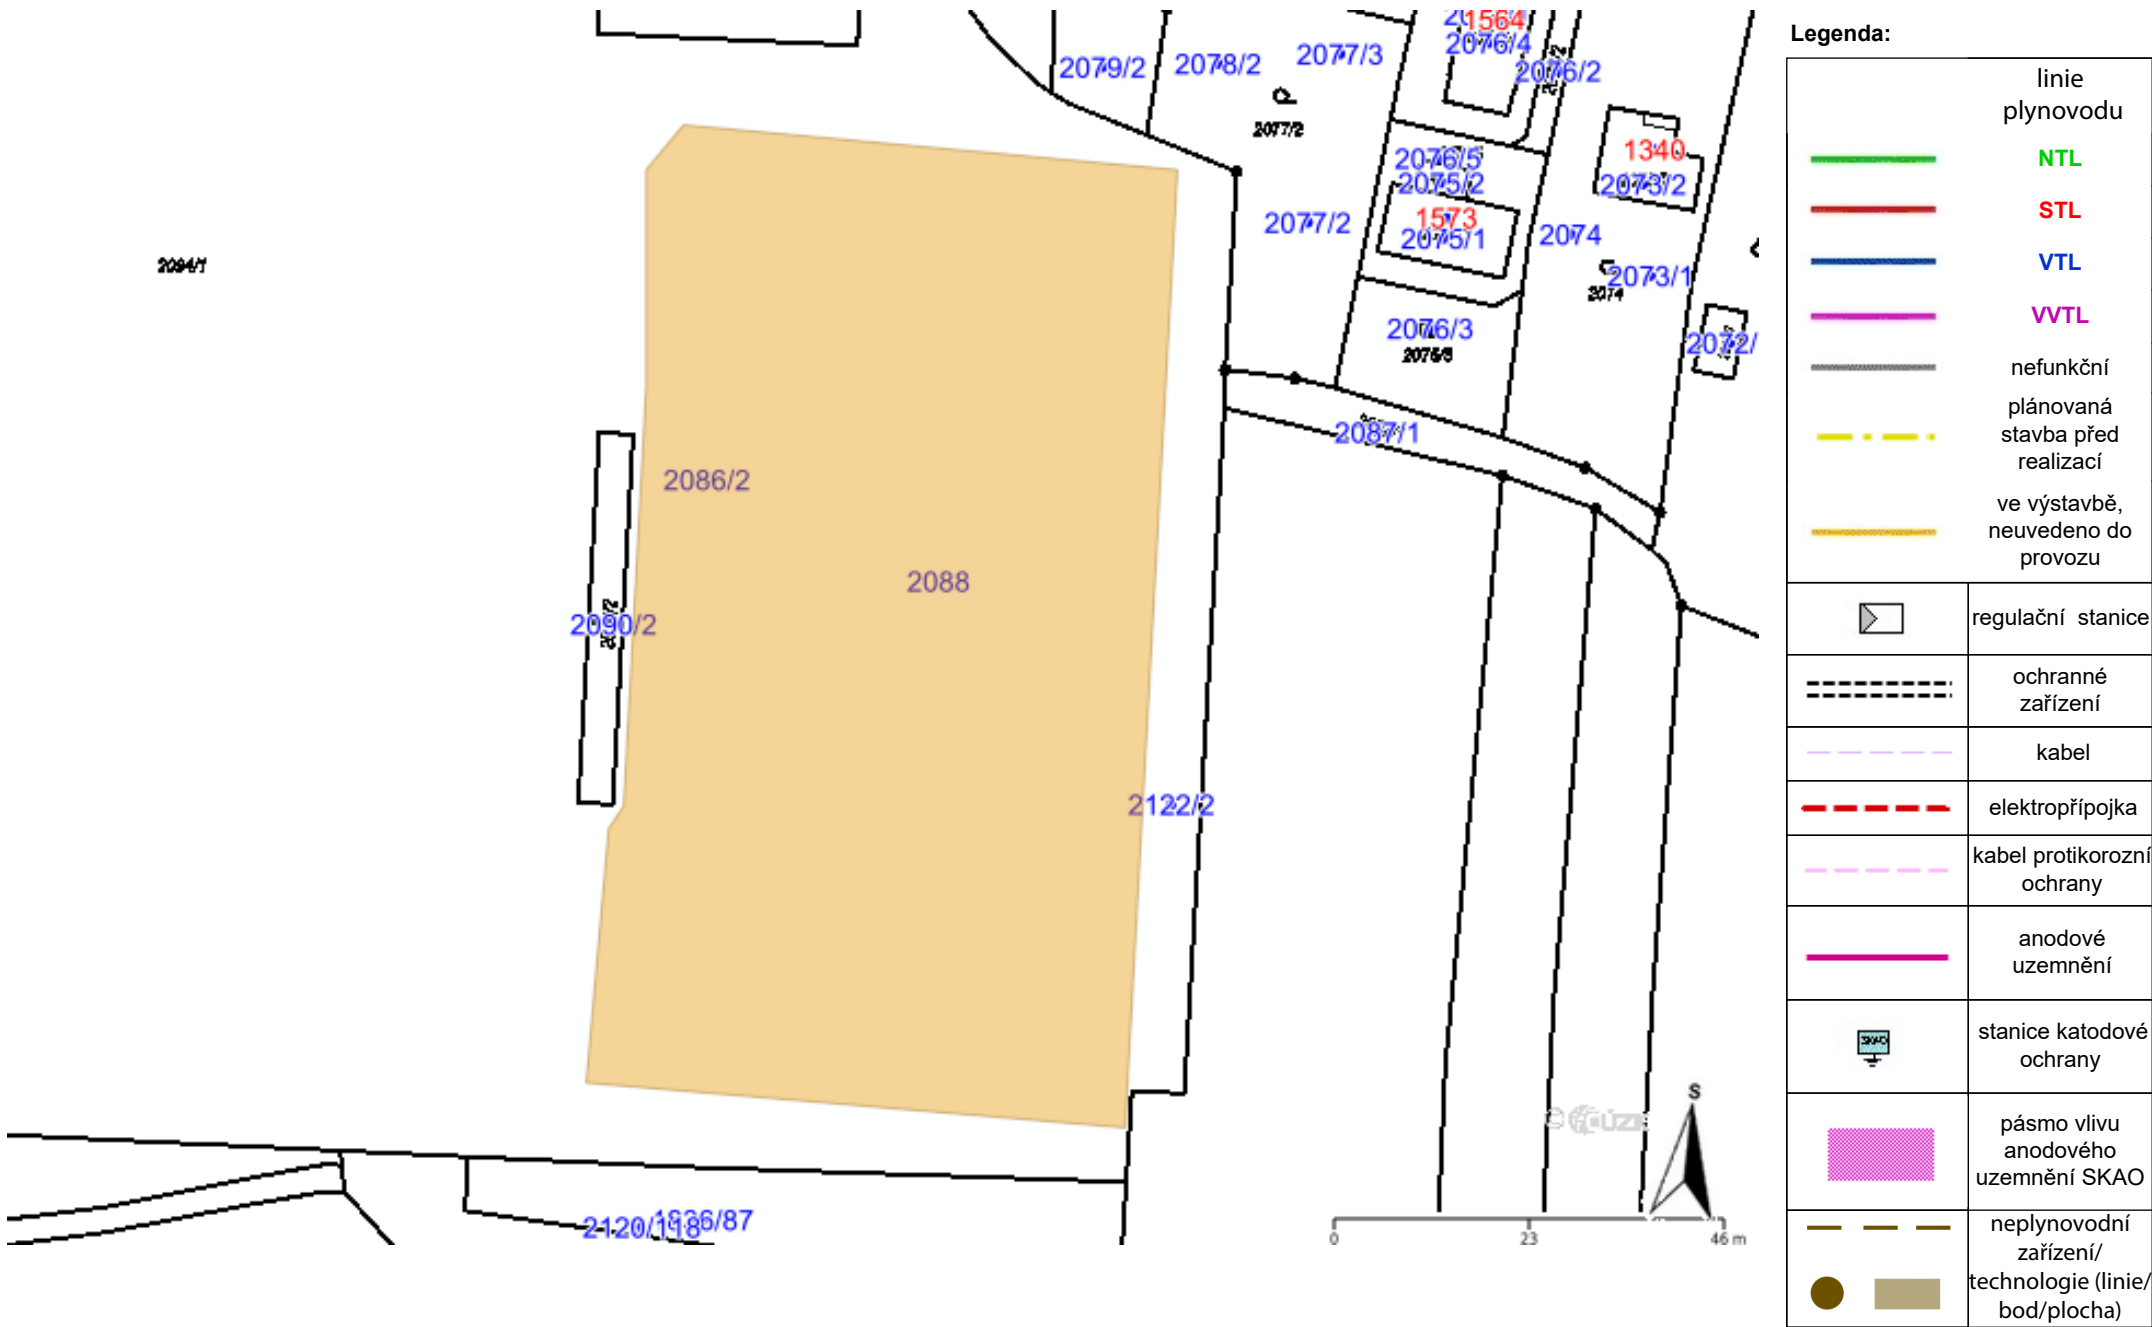 1564
2076/4
2079/2
2078/2
2077/3
2076/2
2077/2
1340
2073/2
2076/5
2075/2
1573
2075/1
2077/2
2074
2094/1
2073/1
2074
2076/3
2076/3
2072/
2087/1
2086/2
2088
2090/2
2122/2
2120/118
S
0
23
46 m
Legenda:
linie
plynovodu
NTL
STL
VTL
VVTL
nefunkční
plánovaná
stavba před
realizací
ve výstavbě,
neuvedeno do
provozu
regulační stanice
ochranné
zařízení
kabel
elektropřípojka
kabel protikorozní
ochrany
anodové
uzemnění
SKAO
stanice katodové
ochrany
pásmo vlivu
anodového
uzemnění SKAO
neplynovodní
zařízení/
technologie (linie/
bod/plocha)